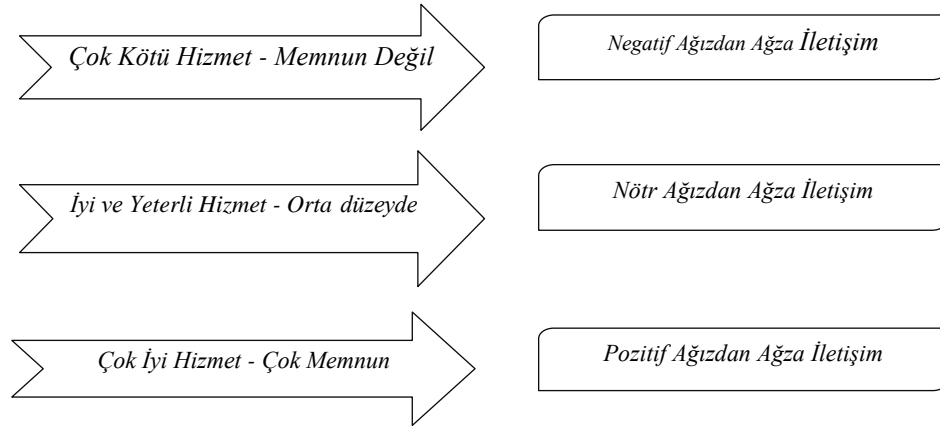 Çok Kötü Hizmet - Memnun Değil
Negatif Ağızdan Ağza İletişim
İyi ve Yeterli Hizmet - Orta düzeyde
Nötr Ağızdan Ağza İletişim
Çok İyi Hizmet - Çok Memnun
Pozitif Ağızdan Ağza İletişim